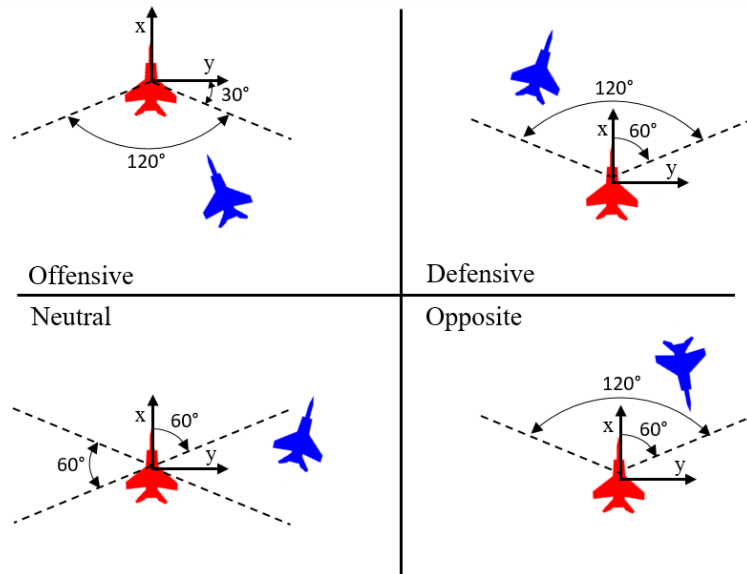 x
y
30°
120°
Offensive
120°
x
60°
y
Defensive
Neutral
x
60°
60°
y
Opposite
120°
x
60°
y